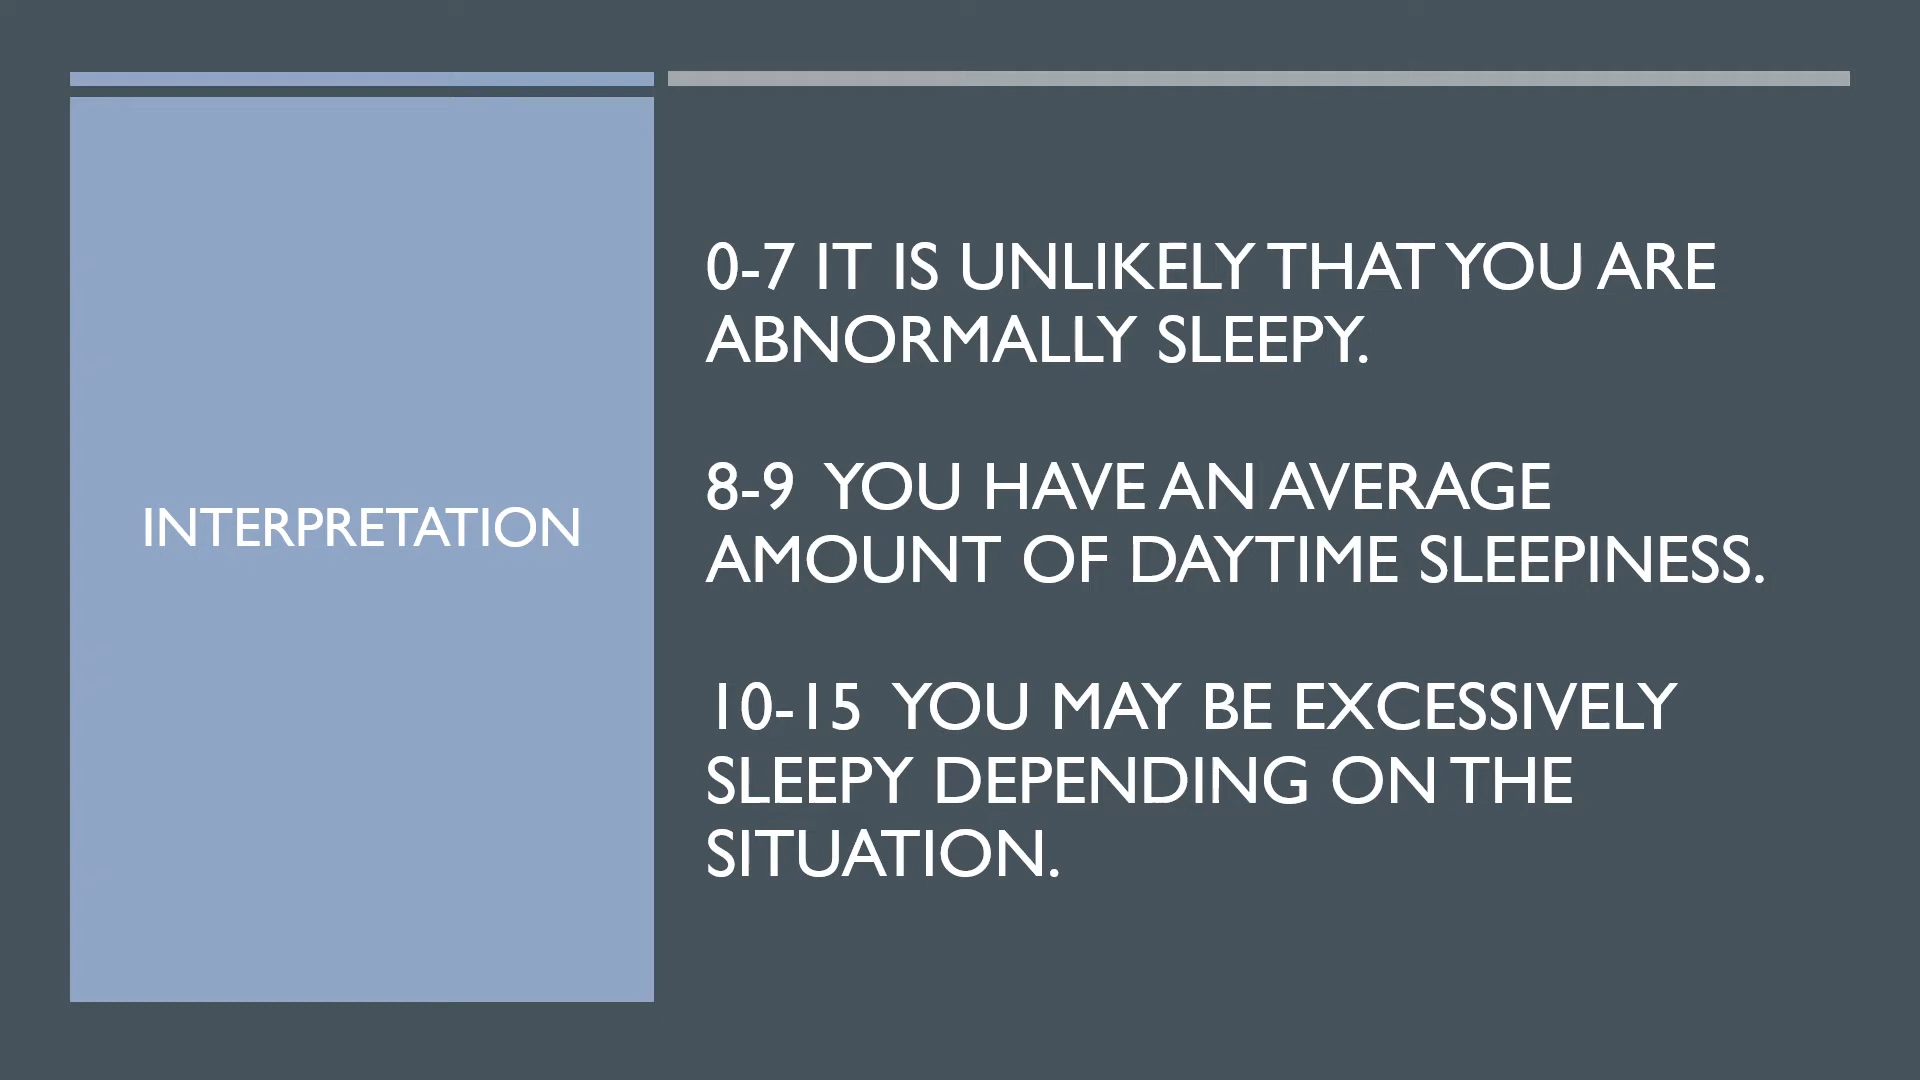 INTERPRETATION
0-7 IT IS UNLIKELY THAT YOU ARE
ABNORMALLY SLEEPY.
8-9 YOU HAVE AN AVERAGE
AMOUNT OF DAYTIME SLEEPINESS.
10-15 YOU MAY BE EXCESSIVELY
SLEEPY DEPENDING ON THE
SITUATION.